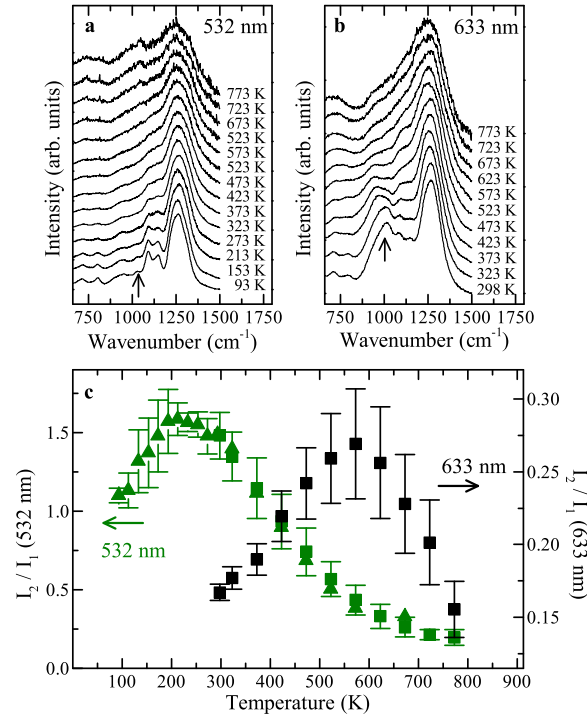 a 532 nm
773 K
723 K
673 K
523 K
573 K
523 K
473 K
423 K
373 K
323 K
273 K
213 K
153 K
93 K
Intensity (arb. units)
750 1000 1250 1500 1750
Wavenumber (cm-1)
b 633 nm
773 K
723 K
673 K
623 K
573 K
523 K
473 K
423 K
373 K
323 K
298 K
Intensity (arb. units)
750 1000 1250 1500 1750
Wavenumber (cm-1)
c
633 nm
532 nm
I2 / I1 (532 nm)
1.5
1.0
0.5
0.0
I2 / I1 (633 nm)
0.30
0.25
0.20
0.15
100 200 300 400 500 600 700 800 900
Temperature (K)